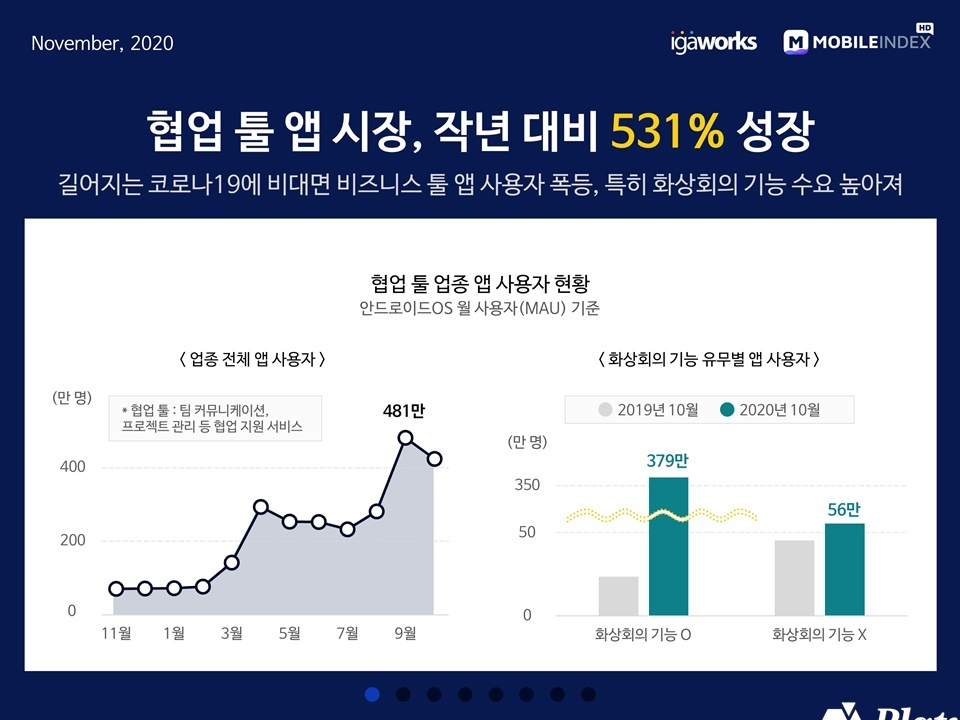 November, 2020
igaworks
MOBILEINDEX HD
협업 툴 앱 시장, 작년 대비 531% 성장
길어지는 코로나19에 비대면 비즈니스 툴 앱 사용자 폭등, 특히 화상회의 기능 수요 높아져
협업 툴 업종 앱 사용자 현황
안드로이드OS 월 사용자(MAU) 기준
〈 업종 전체 앱 사용자 〉
(만 명)
* 협업 툴 : 팀 커뮤니케이션,
프로젝트 관리 등 협업 지원 서비스
481만
400
200
0
11월 1월 3월 5월 7월 9월
〈 화상회의 기능 유무별 앱 사용자 〉
2019년 10월 2020년 10월
(만 명)
379만
350
56만
50
0
화상회의 기능 O 화상회의 기능 X